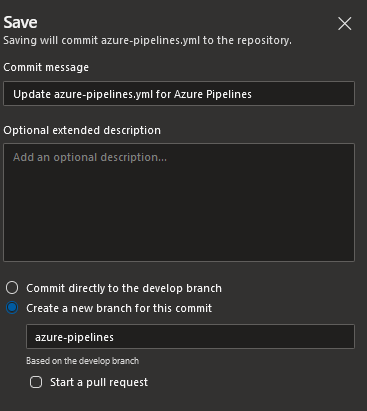 Save
Saving will commit azure-pipelines.yml to the repository.
Commit message
Update azure-pipelines.yml for Azure Pipelines
Optional extended description
Add an optional description...
Commit directly to the develop branch
Create a new branch for this commit
azure-pipelines
Based on the develop branch
Start a pull request